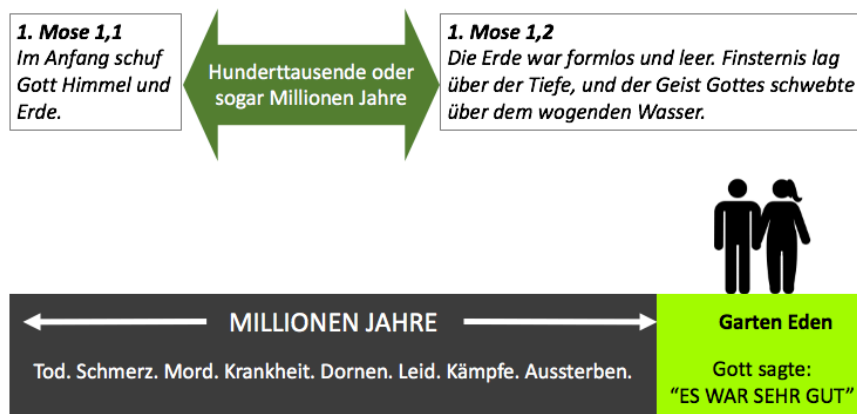 1. Mose 1,1
Im Anfang schuf
Gott Himmel und
Erde.
Hunderttausende oder
sogar Millionen Jahre
1. Mose 1,2
Die Erde war formlos und leer. Finsternis lag
über der Tiefe, und der Geist Gottes schwebte
über dem wogenden Wasser.
MILLIONEN JAHRE
Tod. Schmerz. Mord. Krankheit. Dornen. Leid. Kämpfe. Aussterben.
Garten Eden
Gott sagte:
“ES WAR SEHR GUT”